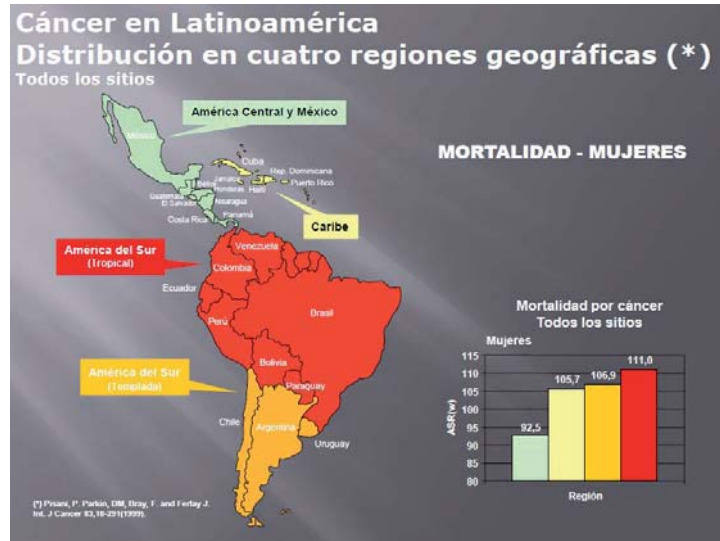 Cáncer en Latinoamérica
Distribución en cuatro regiones geográficas (*)
Todos los sitios
América Central y México
MORTALIDAD - MUJERES
México
Cuba
Rep. Dominicana
Puerto Rico
Jamaica
Haití
Belice
Honduras
Guatemala
El Salvador
Nicaragua
Costa Rica
Panamá
Caribe
América del Sur
(Tropical)
Venezuela
Colombia
Ecuador
Perú
Brasil
Bolivia
Paraguay
América del Sur
(Templada)
Chile
Argentina
Uruguay
Mortalidad por cáncer
Todos los sitios
Mujeres
ASR(w)
115
110
105
100
95
90
85
80
92,5
105,7
106,9
111,0
Región
(*) Pisani, P. Parkin, DM, Bray, F. and Ferlay J.
Int. J Cancer 83,18-291(1999).